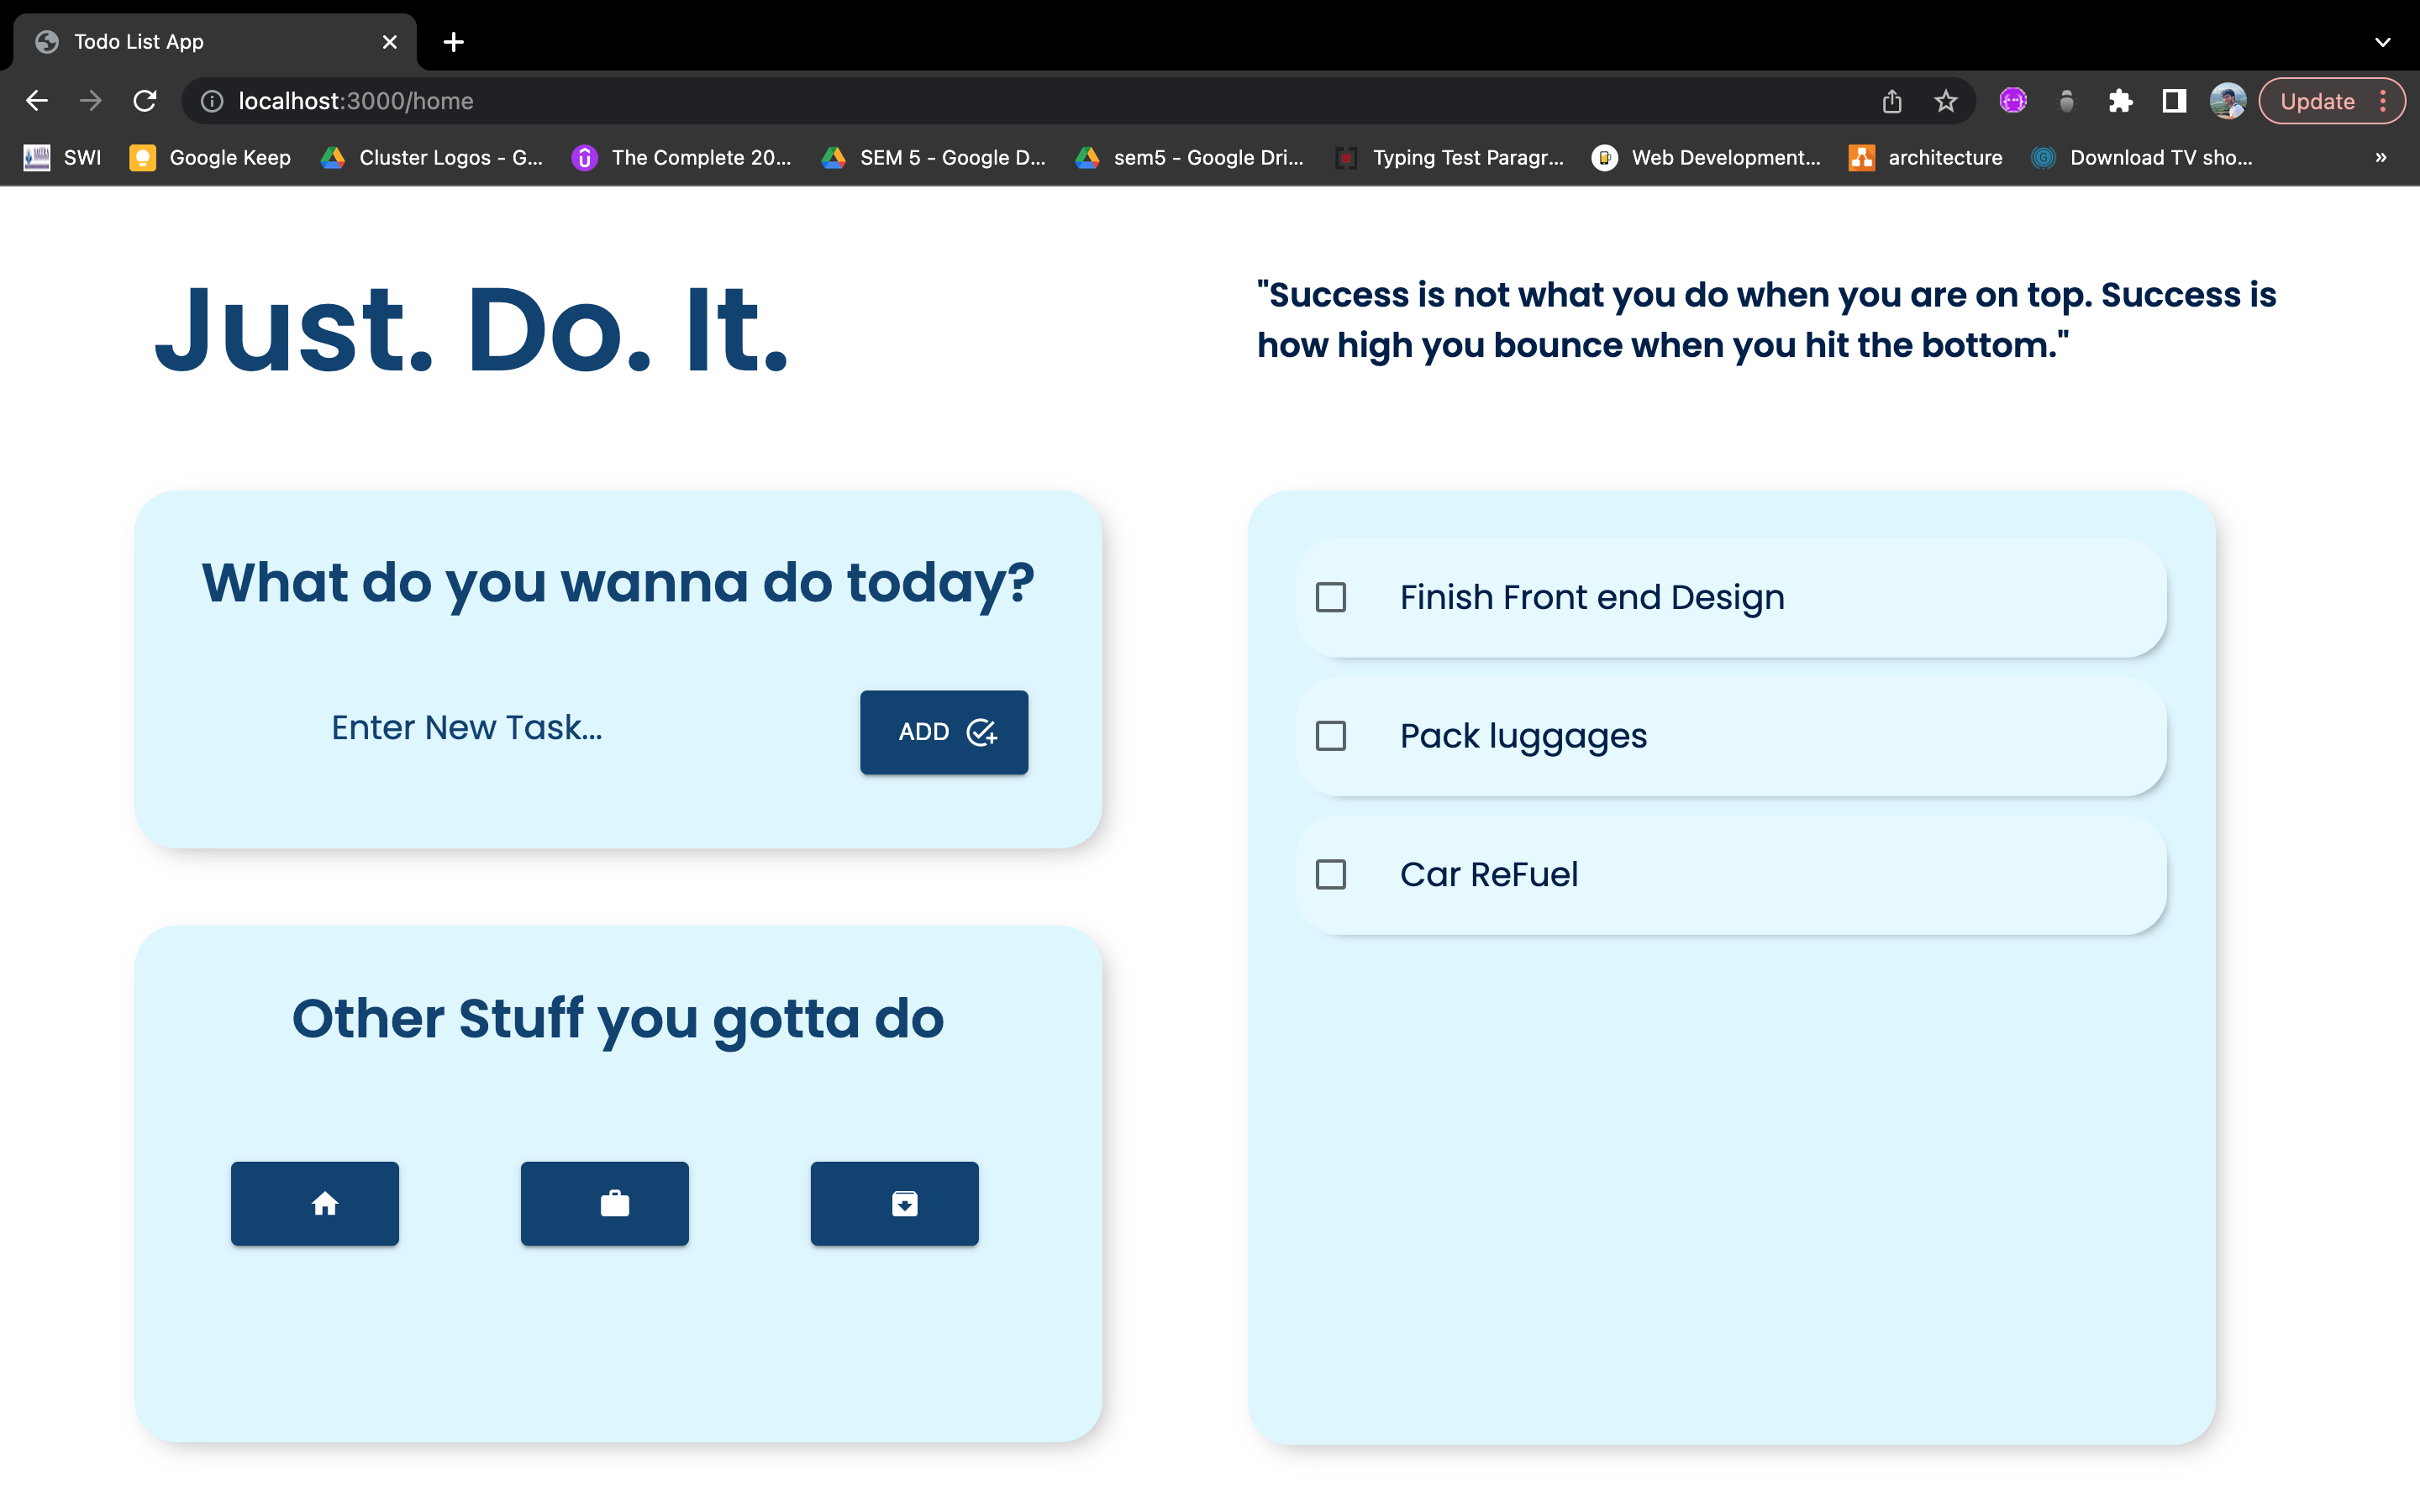 Todo List App
localhost:3000/home
Update
SWI
Google Keep
Cluster Logos - G...
The Complete 20...
SEM 5 - Google D...
sem5 - Google Dri...
Typing Test Paragr...
Web Development...
architecture
Download TV sho...
»
Just. Do. It.
"Success is not what you do when you are on top. Success is
how high you bounce when you hit the bottom."
What do you wanna do today?
Enter New Task...
ADD
Other Stuff you gotta do
Finish Front end Design
Pack luggages
Car ReFuel